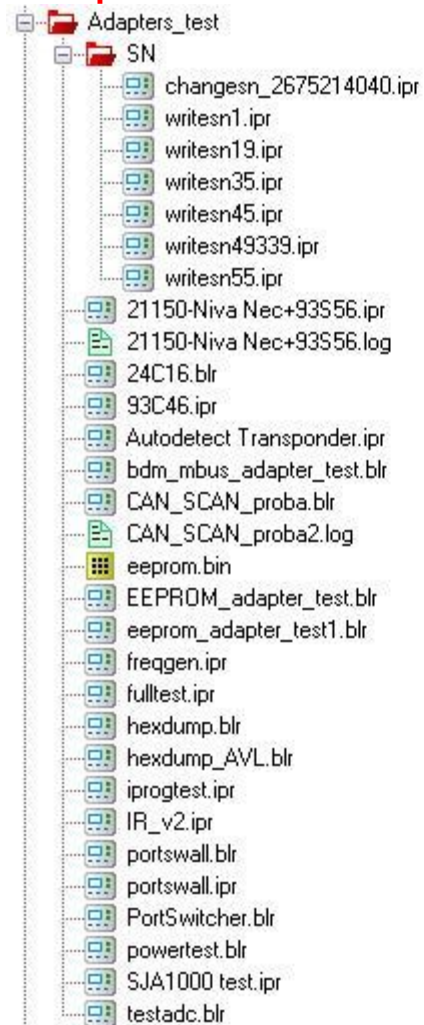 Adapters_test
SN
changesn_2675214040.ipr
writesn1.ipr
writesn19.ipr
writesn35.ipr
writesn45.ipr
writesn49339.ipr
writesn55.ipr
21150-Niva Nec+93S56.ipr
21150-Niva Nec+93S56.log
24C16.blr
93C46.ipr
Autodetect Transponder.ipr
bdm_mbus_adapter_test.blr
CAN_SCAN_proba.blr
CAN_SCAN_proba2.log
eeprom.bin
EEPROM_adapter_test.blr
eeprom_adapter_test1.blr
freqgen.ipr
fulltest.ipr
hexdump.blr
hexdump_AVL.blr
iprogtest.ipr
IR_v2.ipr
portswall.blr
portswall.ipr
PortSwitcher.blr
powertest.blr
SJA1000 test.ipr
testadc.blr